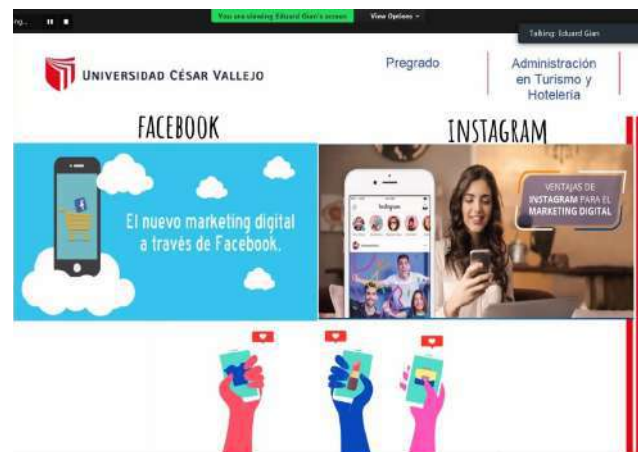 You are viewing Eduard Gian's screen
View Options
Talking: Eduard Gian
UNIVERSIDAD CÉSAR VALLEJO
Pregrado
Administración
en Turismo y
Hotelería
FACEBOOK
INSTAGRAM
El nuevo marketing digital
a través de Facebook.
Instagram
VENTAJAS DE
INSTAGRAM PARA EL
MARKETING DIGITAL